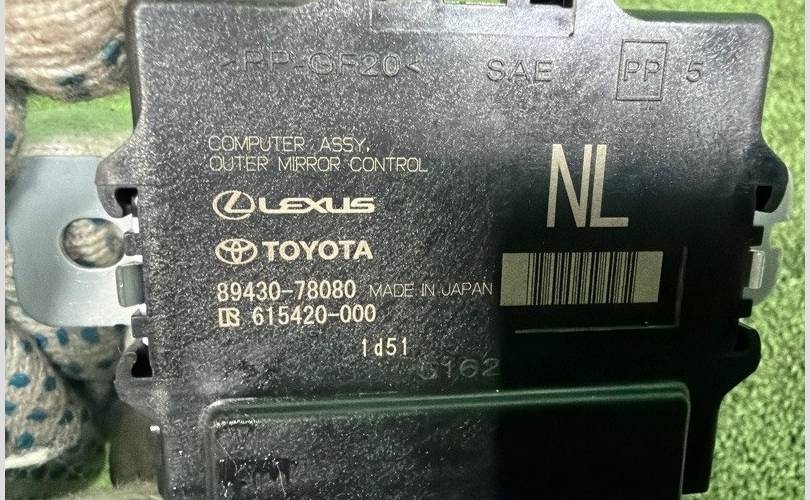 >PP-GF20< SAE PP 5
COMPUTER ASSY,
OUTER MIRROR CONTROL
NL
LEXUS
TOYOTA
89430-78080 MADE IN JAPAN
615420-000
1d51
5162